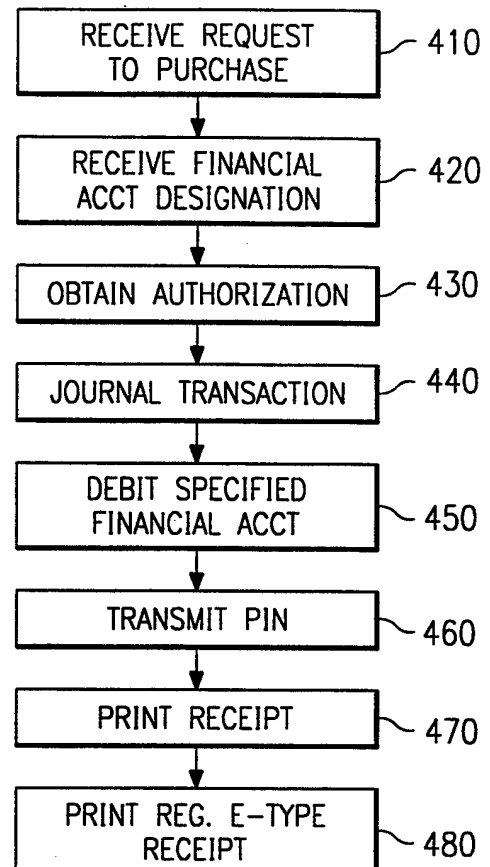 RECEIVE REQUEST
TO PURCHASE
410
RECEIVE FINANCIAL
ACCT DESIGNATION
420
OBTAIN AUTHORIZATION
430
JOURNAL TRANSACTION
440
DEBIT SPECIFIED
FINANCIAL ACCT
450
TRANSMIT PIN
460
PRINT RECEIPT
470
PRINT REG. E-TYPE
RECEIPT
480